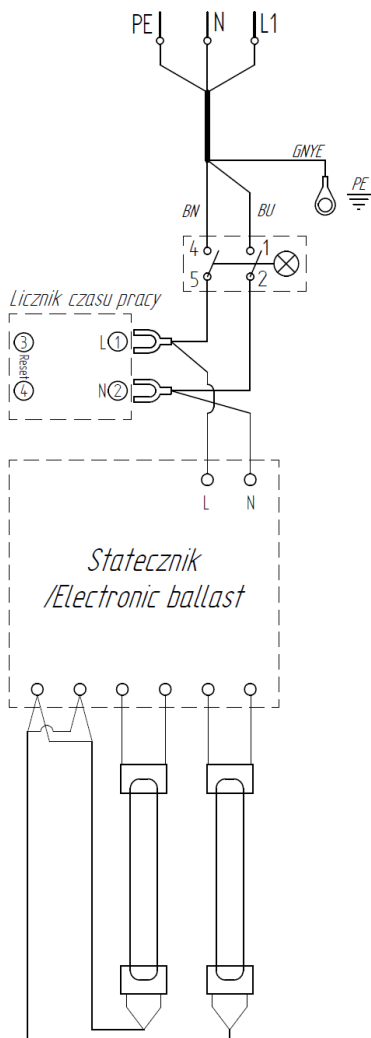 PE N L1
GNYE
PE
BN BU
4 1
5 2
Licznik czasu pracy
3 L 1
Reset
4 N 2
L N
Statecznik
/Electronic ballast